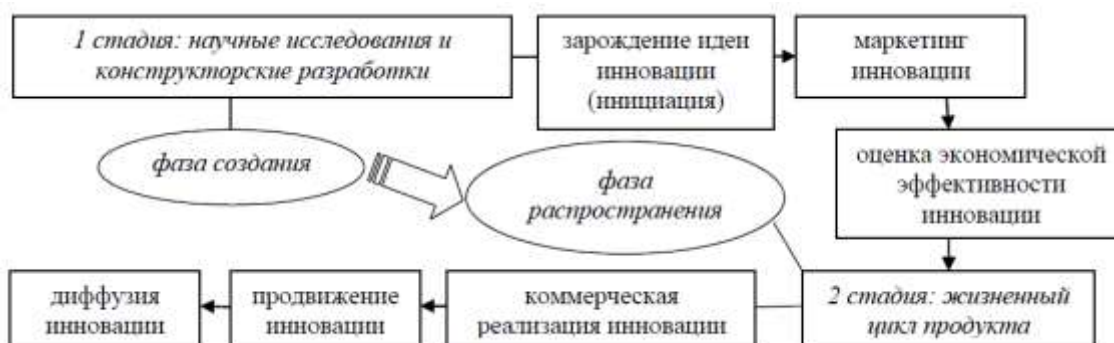 1 стадия: научные исследования и
конструкторские разработки
зарождение идеи
инновации
(инициация)
маркетинг
инновации
фаза создания
фаза
распространения
оценка экономической
эффективности
инновации
2 стадия: жизненный
цикл продукта
коммерческая
реализация инновации
продвижение
инновации
диффузия
инновации